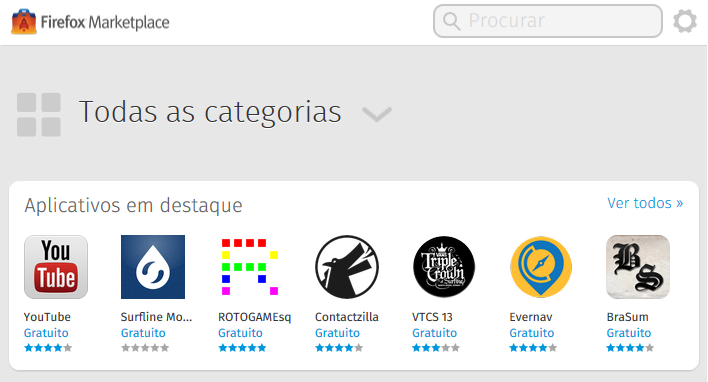 Firefox Marketplace
Procurar
Todas as categorias
Aplicativos em destaque
Ver todos »
You
Tube
VANS
Triple
Crown
of Surfing
BS
YouTube
Surfline Mo...
ROTOGAMEsq
Contactzilla
VTCS 13
Evernav
BraSum
Gratuito
Gratuito
Gratuito
Gratuito
Gratuito
Gratuito
Gratuito